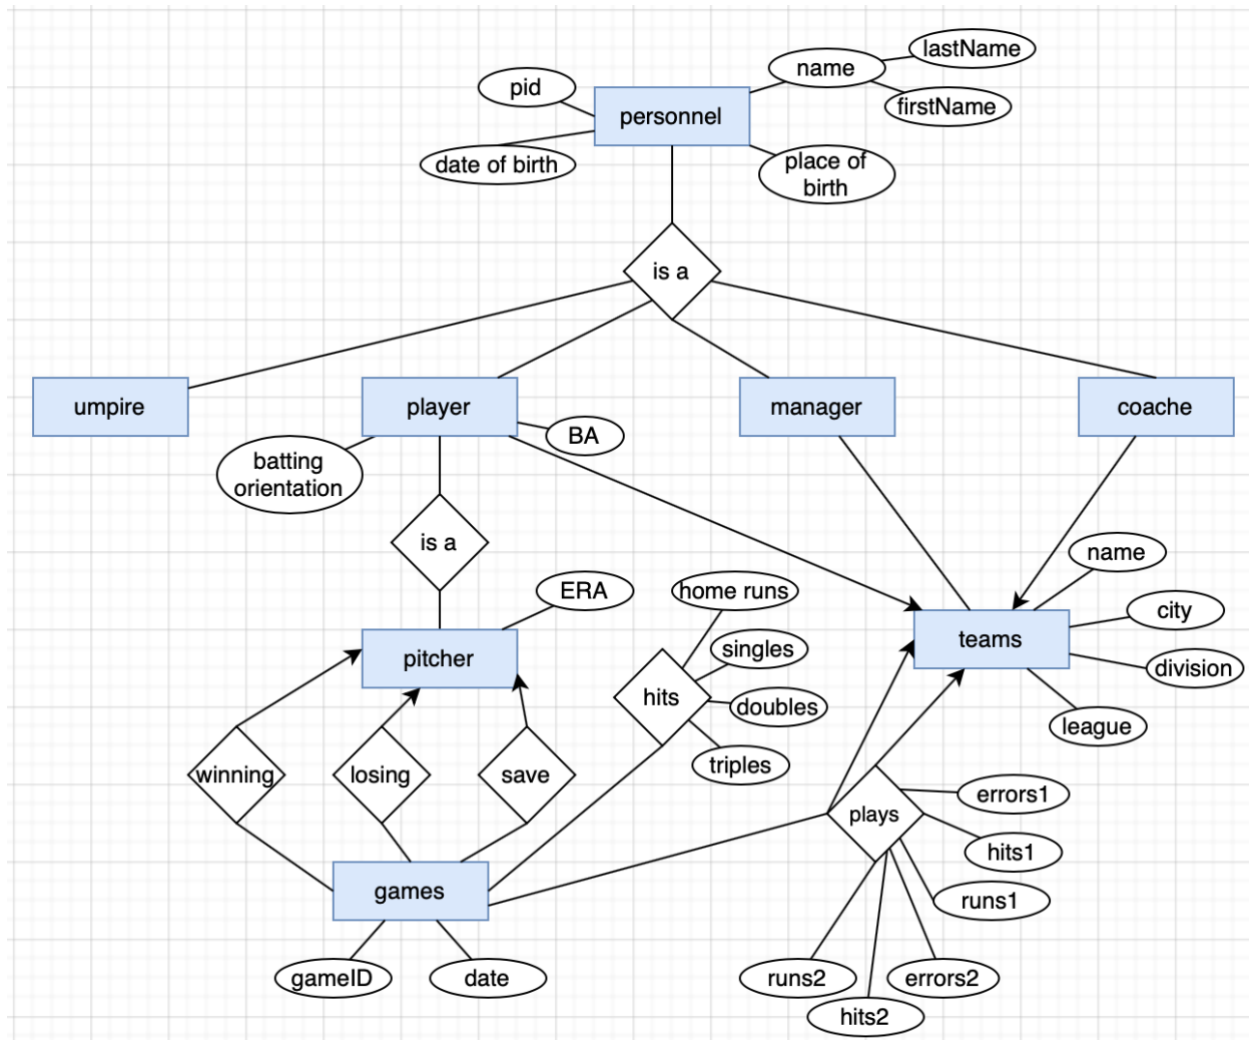 lastName
name
firstName
pid
personnel
date of birth
place of
birth
is a
umpire
player
manager
coache
BA
batting
orientation
is a
name
ERA
home runs
city
teams
singles
pitcher
division
hits
doubles
league
triples
winning
losing
save
errors1
plays
hits1
games
runs1
gameID
date
runs2
errors2
hits2